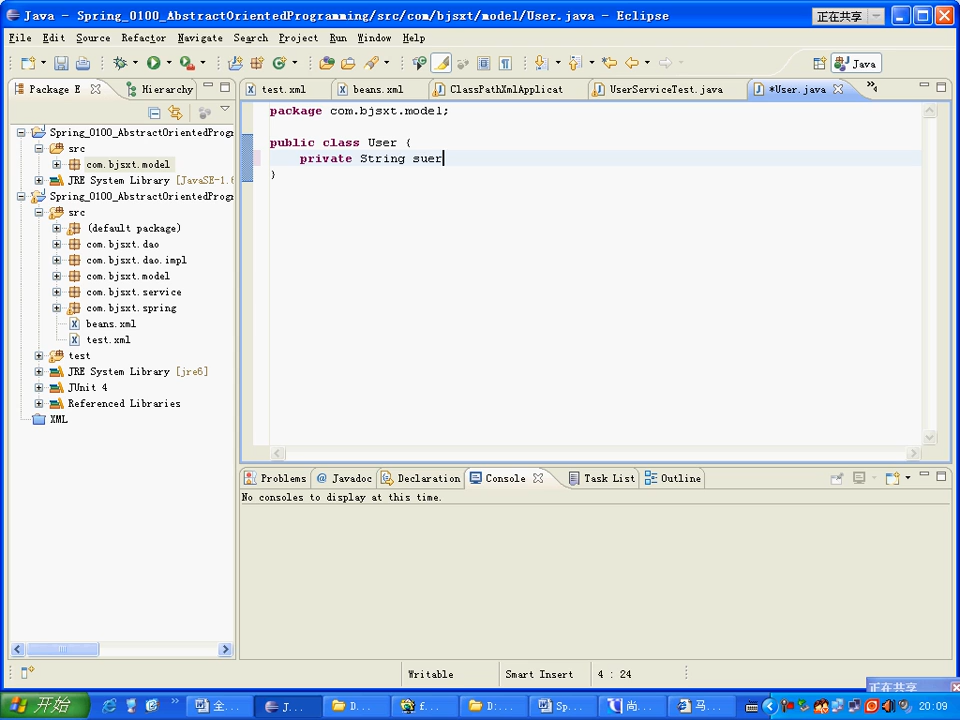 Java - Spring_0100_AbstractOrientedProgramming/src/com/bjsxt/model/User.java - Eclipse
正在共享
File Edit Source Refactor Navigate Search Project Run Window Help
Java
Package E
Hierarchy
test.xml
beans.xml
ClassPathXmlApplicat
UserServiceTest.java
*User.java
Spring_0100_AbstractOrientedProgr
src
com.bjsxt.model
JRE System Library [JavaSE-1.6
Spring_0100_AbstractOrientedProgr
src
(default package)
com.bjsxt.dao
com.bjsxt.dao.impl
com.bjsxt.model
com.bjsxt.service
com.bjsxt.spring
beans.xml
test.xml
test
JRE System Library [jre6]
JUnit 4
Referenced Libraries
XML
package com.bjsxt.model;
public class User {
private String suer
}
Problems
@ Javadoc
Declaration
Console
Task List
Outline
No consoles to display at this time.
Writable
Smart Insert
4 : 24
正在共享
开始
全...
J...
D...
f...
D:...
Sp...
尚...
马...
20:09